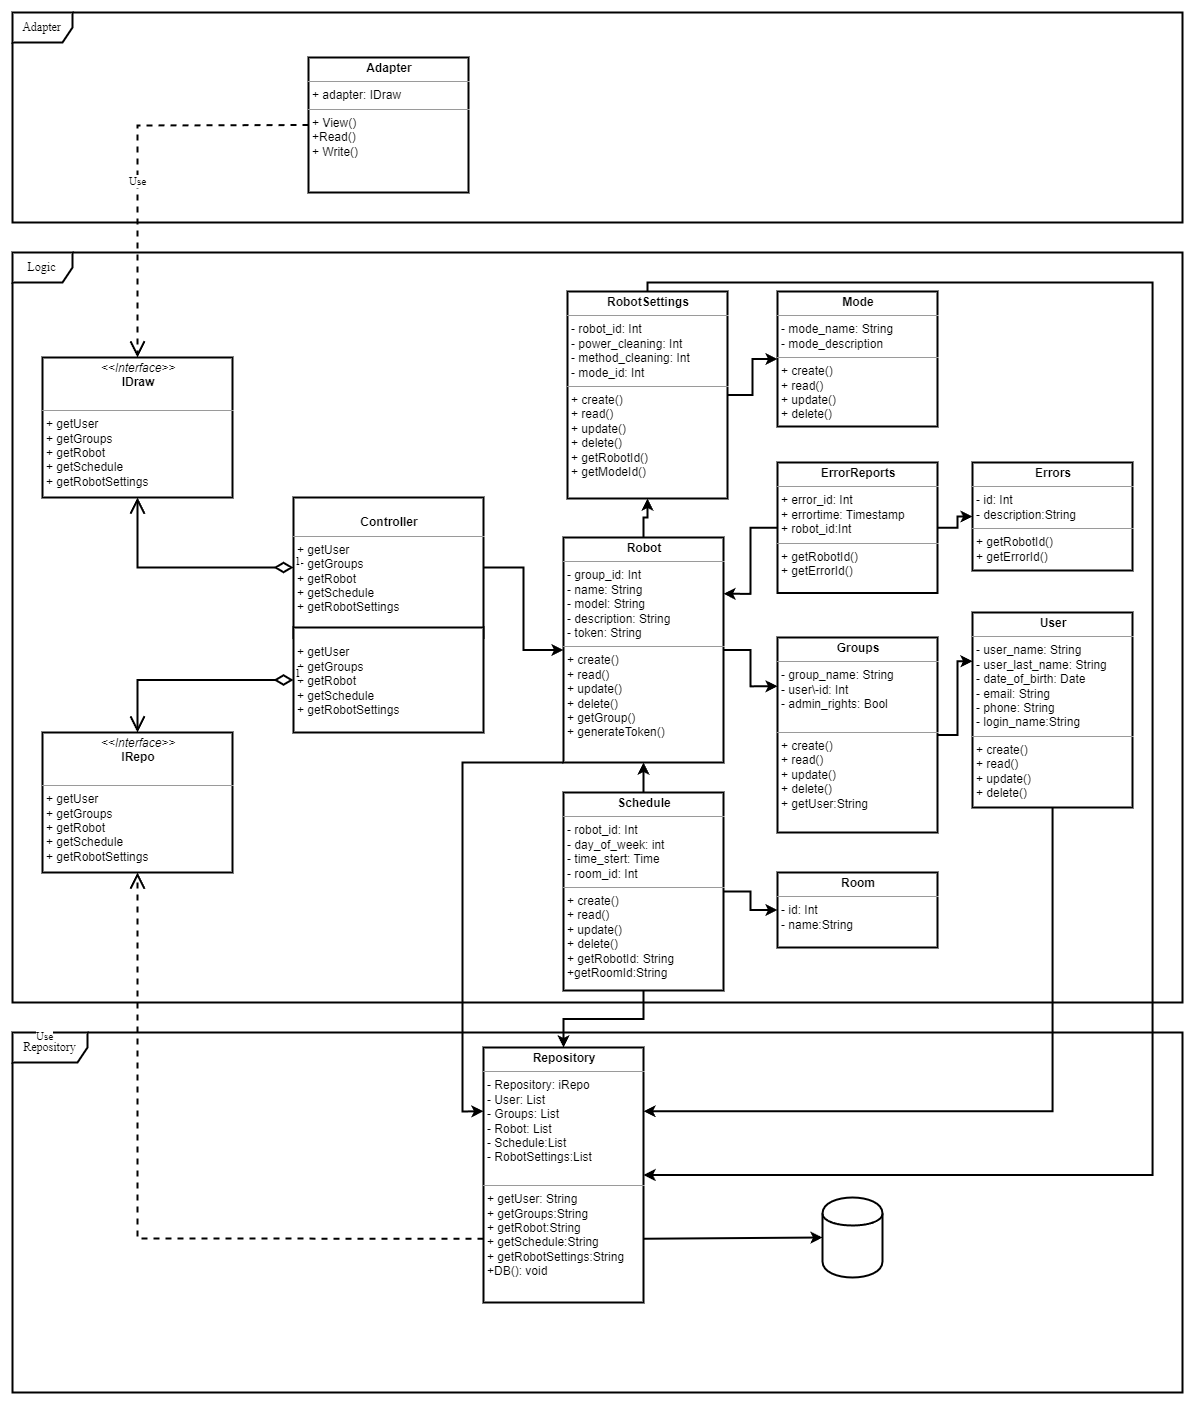 Adapter
Adapter
+ adapter: IDraw
+ View()
+Read()
+ Write()
Use
Logic
<<Interface>>
IDraw
+ getUser
+ getGroups
+ getRobot
+ getSchedule
+ getRobotSettings
Controller
+ getUser
1
- getGroups
+ getRobot
+ getSchedule
+ getRobotSettings
+ getUser
+ getGroups
1
+ getRobot
+ getSchedule
+ getRobotSettings
<<Interface>>
IRepo
+ getUser
+ getGroups
+ getRobot
+ getSchedule
+ getRobotSettings
RobotSettings
- robot_id: Int
- power_cleaning: Int
- method_cleaning: Int
- mode_id: Int
+ create()
+ read()
+ update()
+ delete()
+ getRobotId()
+ getModeId()
Mode
- mode_name: String
- mode_description
+ create()
+ read()
+ update()
+ delete()
ErrorReports
+ error_id: Int
+ errortime: Timestamp
+ robot_id:Int
+ getRobotId()
+ getErrorId()
Errors
- id: Int
- description:String
+ getRobotId()
+ getErrorId()
Robot
- group_id: Int
- name: String
- model: String
- description: String
- token: String
+ create()
+ read()
+ update()
+ delete()
+ getGroup()
+ generateToken()
Groups
- group_name: String
- user\-id: Int
- admin_rights: Bool
+ create()
+ read()
+ update()
+ delete()
+ getUser:String
User
- user_name: String
- user_last_name: String
- date_of_birth: Date
- email: String
- phone: String
- login_name:String
+ create()
+ read()
+ update()
+ delete()
Schedule
- robot_id: Int
- day_of_week: int
- time_stert: Time
- room_id: Int
+ create()
+ read()
+ update()
+ delete()
+ getRobotId: String
+getRoomId:String
Room
- id: Int
- name:String
Use
Repository
Repository
- Repository: iRepo
- User: List
- Groups: List
- Robot: List
- Schedule:List
- RobotSettings:List
+ getUser: String
+ getGroups:String
+ getRobot:String
+ getSchedule:String
+ getRobotSettings:String
+DB(): void